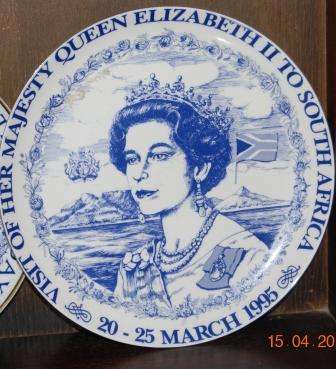 VISIT OF HER MAJESTY QUEEN ELIZABETH II TO SOUTH AFRICA
20 - 25 MARCH 1995
15.04.20